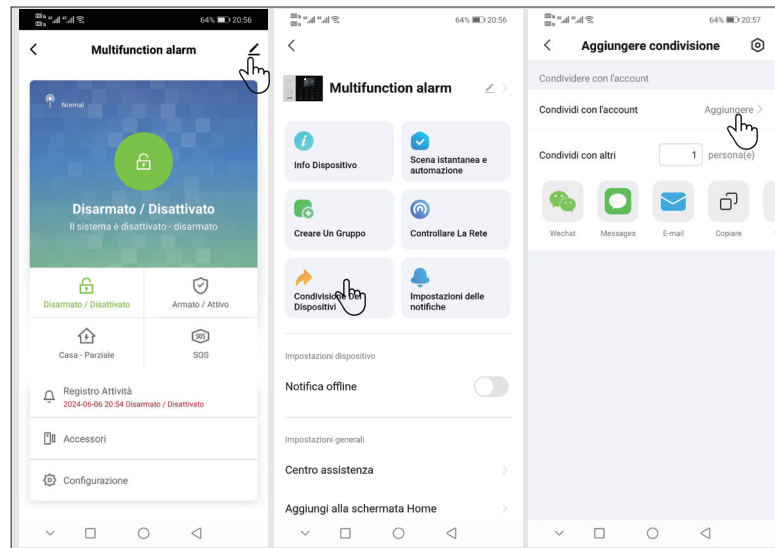 64% 20:56
Multifunction alarm
Normal
Disarmato / Disattivato
Il sistema è disattivato - disarmato
Disarmato / Disattivato
Armato / Attivo
Casa - Parziale
SOS
SOS
Registro Attività
2024-06-06 20:54 Disarmato / Disattivato
Accessori
Configurazione
64% 20:56
Multifunction alarm
Info Dispositivo
Scena istantanea e
automazione
Creare Un Gruppo
Controllare La Rete
Condivisione Dei
Dispositivi
Impostazioni delle
notifiche
Impostazioni dispositivo
Notifica offline
Impostazioni generali
Centro assistenza
Aggiungi alla schermata Home
64% 20:57
Aggiungere condivisione
Condividere con l'account
Condividi con l'account
Aggiungere
Condividi con altri
1 persona(e)
Wechat
Messages
E-mail
Copiare